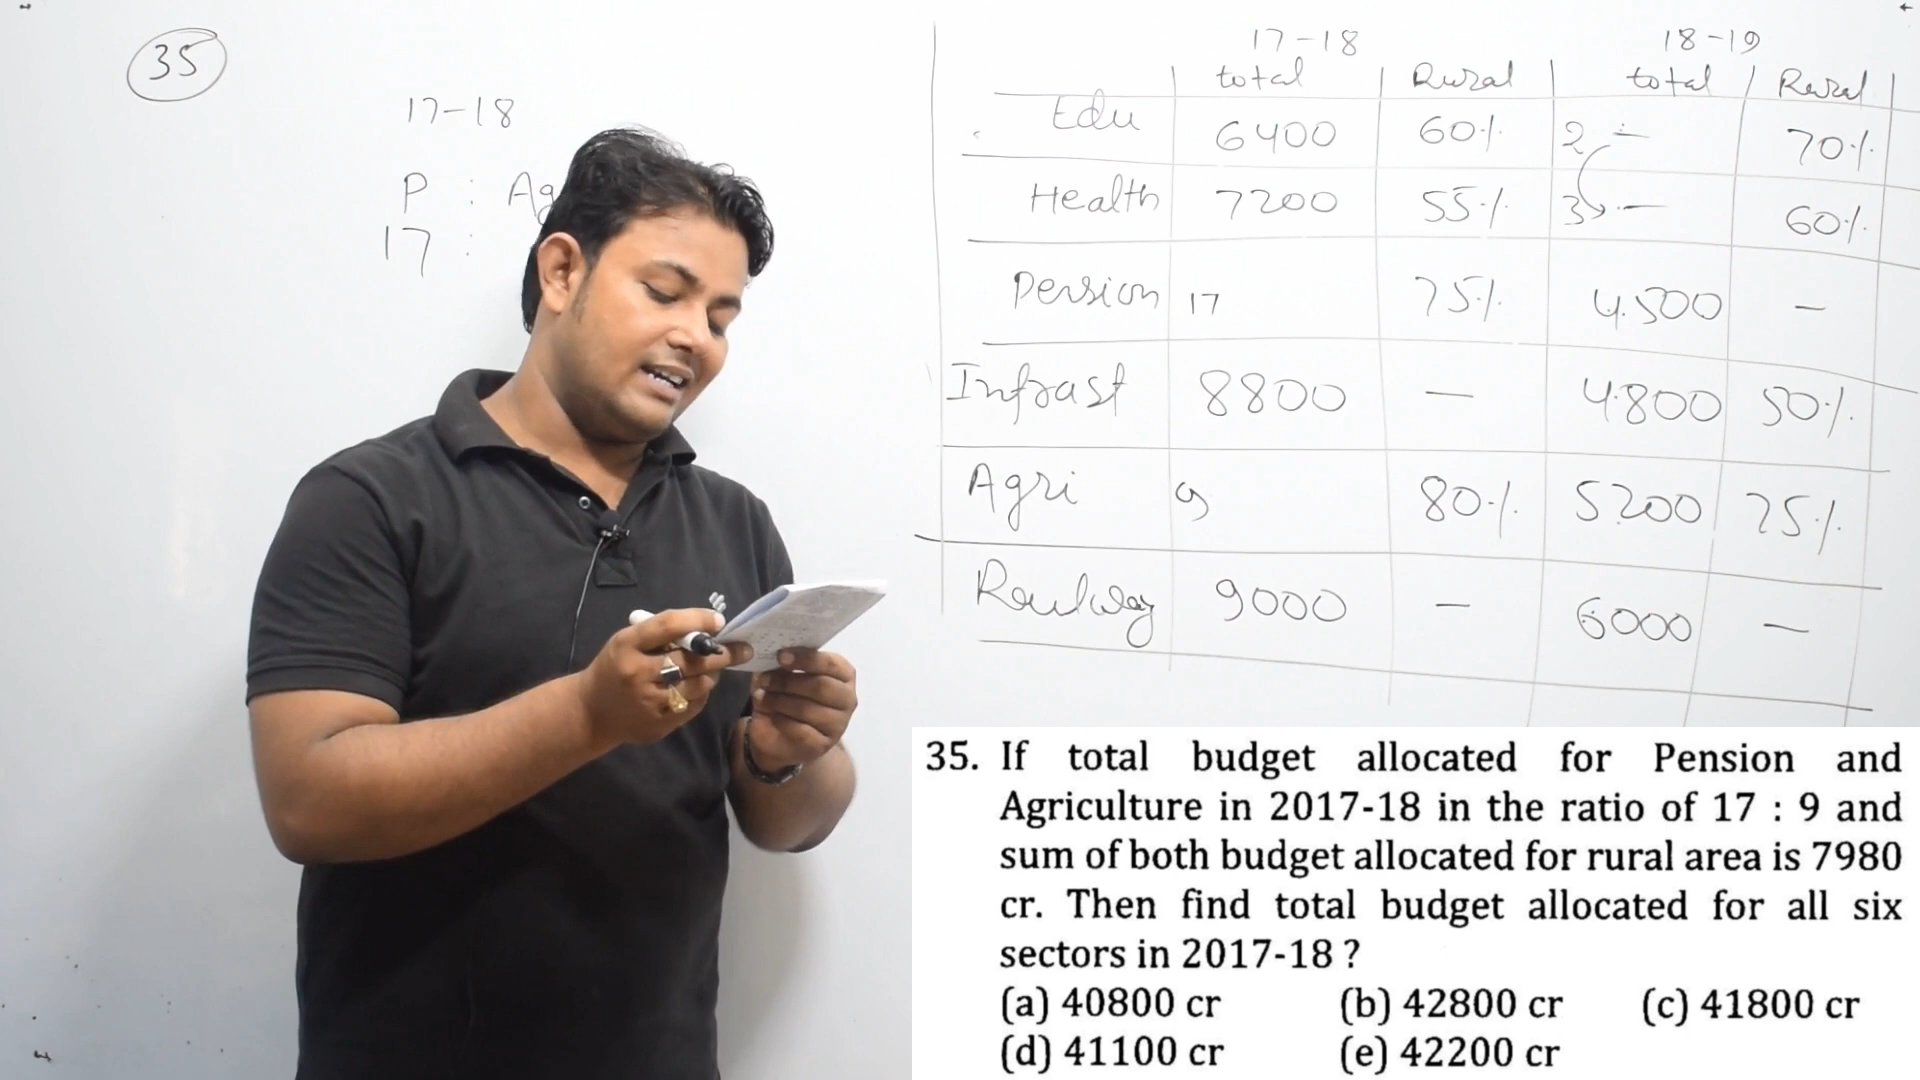 35
17-18
P : Ag
17 :
17-18 18-19
total Rural total Rural
Edu 6400 60% 2 — 70%
Health 7200 55% 3 — 60%
Pension 17 75% 4500 —
Infrast 8800 — 4800 50%
Agri 9 80% 5200 75%
Railway 9000 — 6000 —
35. If total budget allocated for Pension and
Agriculture in 2017-18 in the ratio of 17 : 9 and
sum of both budget allocated for rural area is 7980
cr. Then find total budget allocated for all six
sectors in 2017-18 ?
(a) 40800 cr (b) 42800 cr (c) 41800 cr
(d) 41100 cr (e) 42200 cr